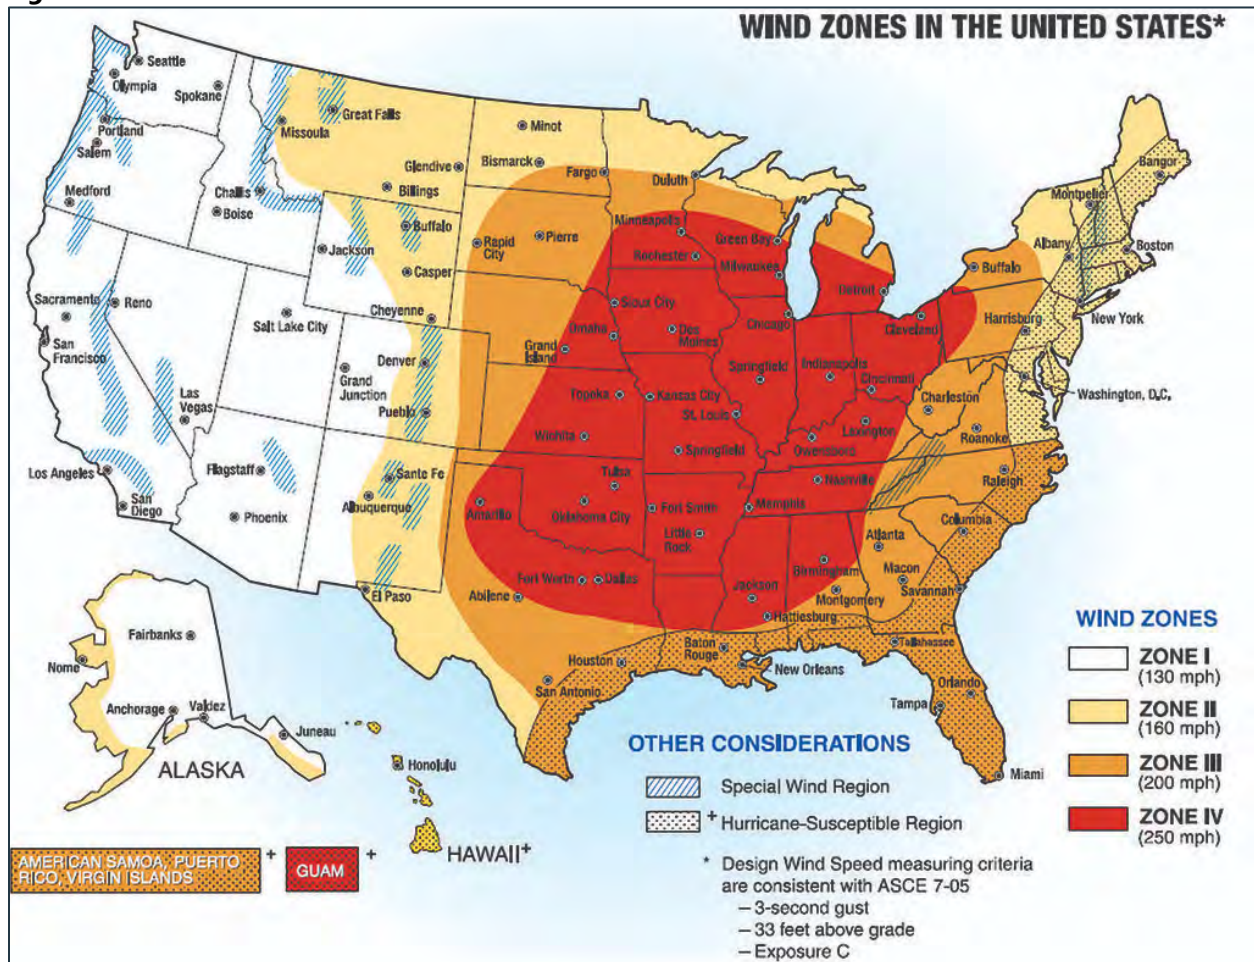 WIND ZONES IN THE UNITED STATES*
Seattle
Olympia
Spokane
Portland
Salem
Medford
Missoula
Great Falls
Challis
Boise
Glendive
Billings
Minot
Bismarck
Fargo
Duluth
Jackson
Buffalo
Casper
Cheyenne
Rapid
City
Pierre
Minneapolis
Rochester
Green Bay
Milwaukee
Bangor
Montpelier
Albany
Boston
Buffalo
Detroit
Sacramento
Reno
San
Francisco
Salt Lake City
Denver
Grand
Junction
Pueblo
Sioux City
Omaha
Des
Moines
Grand
Island
Chicago
Cleveland
Harrisburg
New York
Washington, D.C.
Las
Vegas
Topeka
Kansas City
St. Louis
Springfield
Indianapolis
Cincinnati
Charleston
Roanoke
Lexington
Owensboro
Los Angeles
San
Diego
Flagstaff
Phoenix
Sante Fe
Albuquerque
Wichita
Springfield
Tulsa
Amarillo
Oklahoma City
Fort Smith
Little
Rock
Memphis
Nashville
Raleigh
Columbia
Atlanta
Macon
Savannah
Birmingham
Montgomery
El Paso
Abilene
Fort Worth
Dallas
Jackson
Hattiesburg
Tallahassee
Houston
San Antonio
Baton
Rouge
New Orleans
Orlando
Tampa
Miami
Fairbanks
Nome
Anchorage
Valdez
Juneau
ALASKA
Honolulu
HAWAII+
AMERICAN SAMOA, PUERTO
RICO, VIRGIN ISLANDS
+
GUAM
+
OTHER CONSIDERATIONS
Special Wind Region
+ Hurricane-Susceptible Region
* Design Wind Speed measuring criteria
are consistent with ASCE 7-05
– 3-second gust
– 33 feet above grade
– Exposure C
WIND ZONES
ZONE I
(130 mph)
ZONE II
(160 mph)
ZONE III
(200 mph)
ZONE IV
(250 mph)